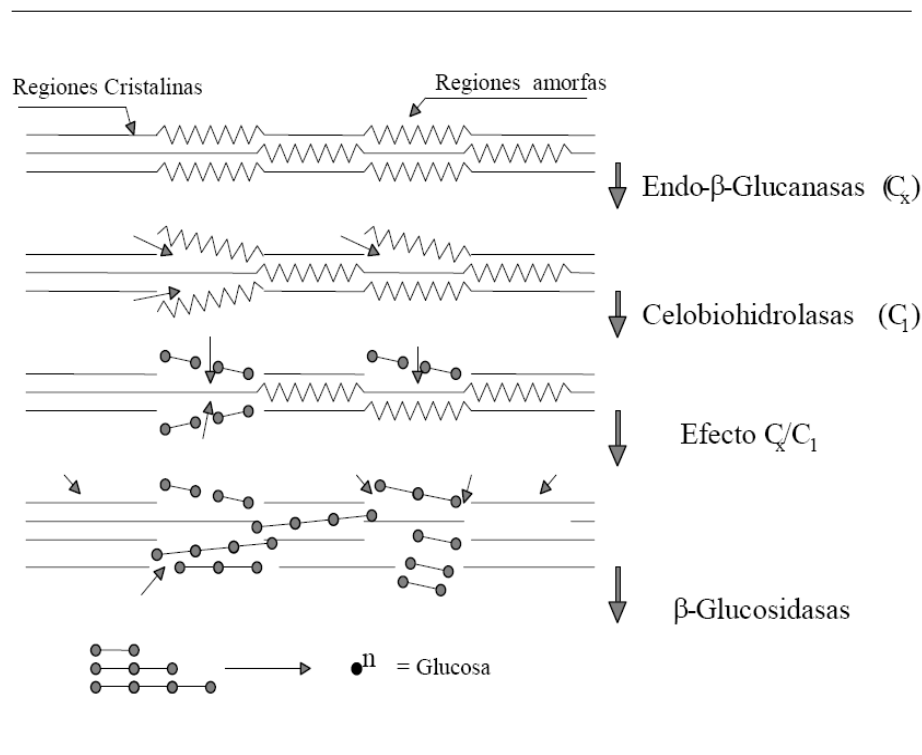 Regiones Cristalinas
Regiones amorfas
Endo-β-Glucanasas (Cx)
Celobiohidrolasas (C1)
Efecto Cx/C1
β-Glucosidasas
n = Glucosa